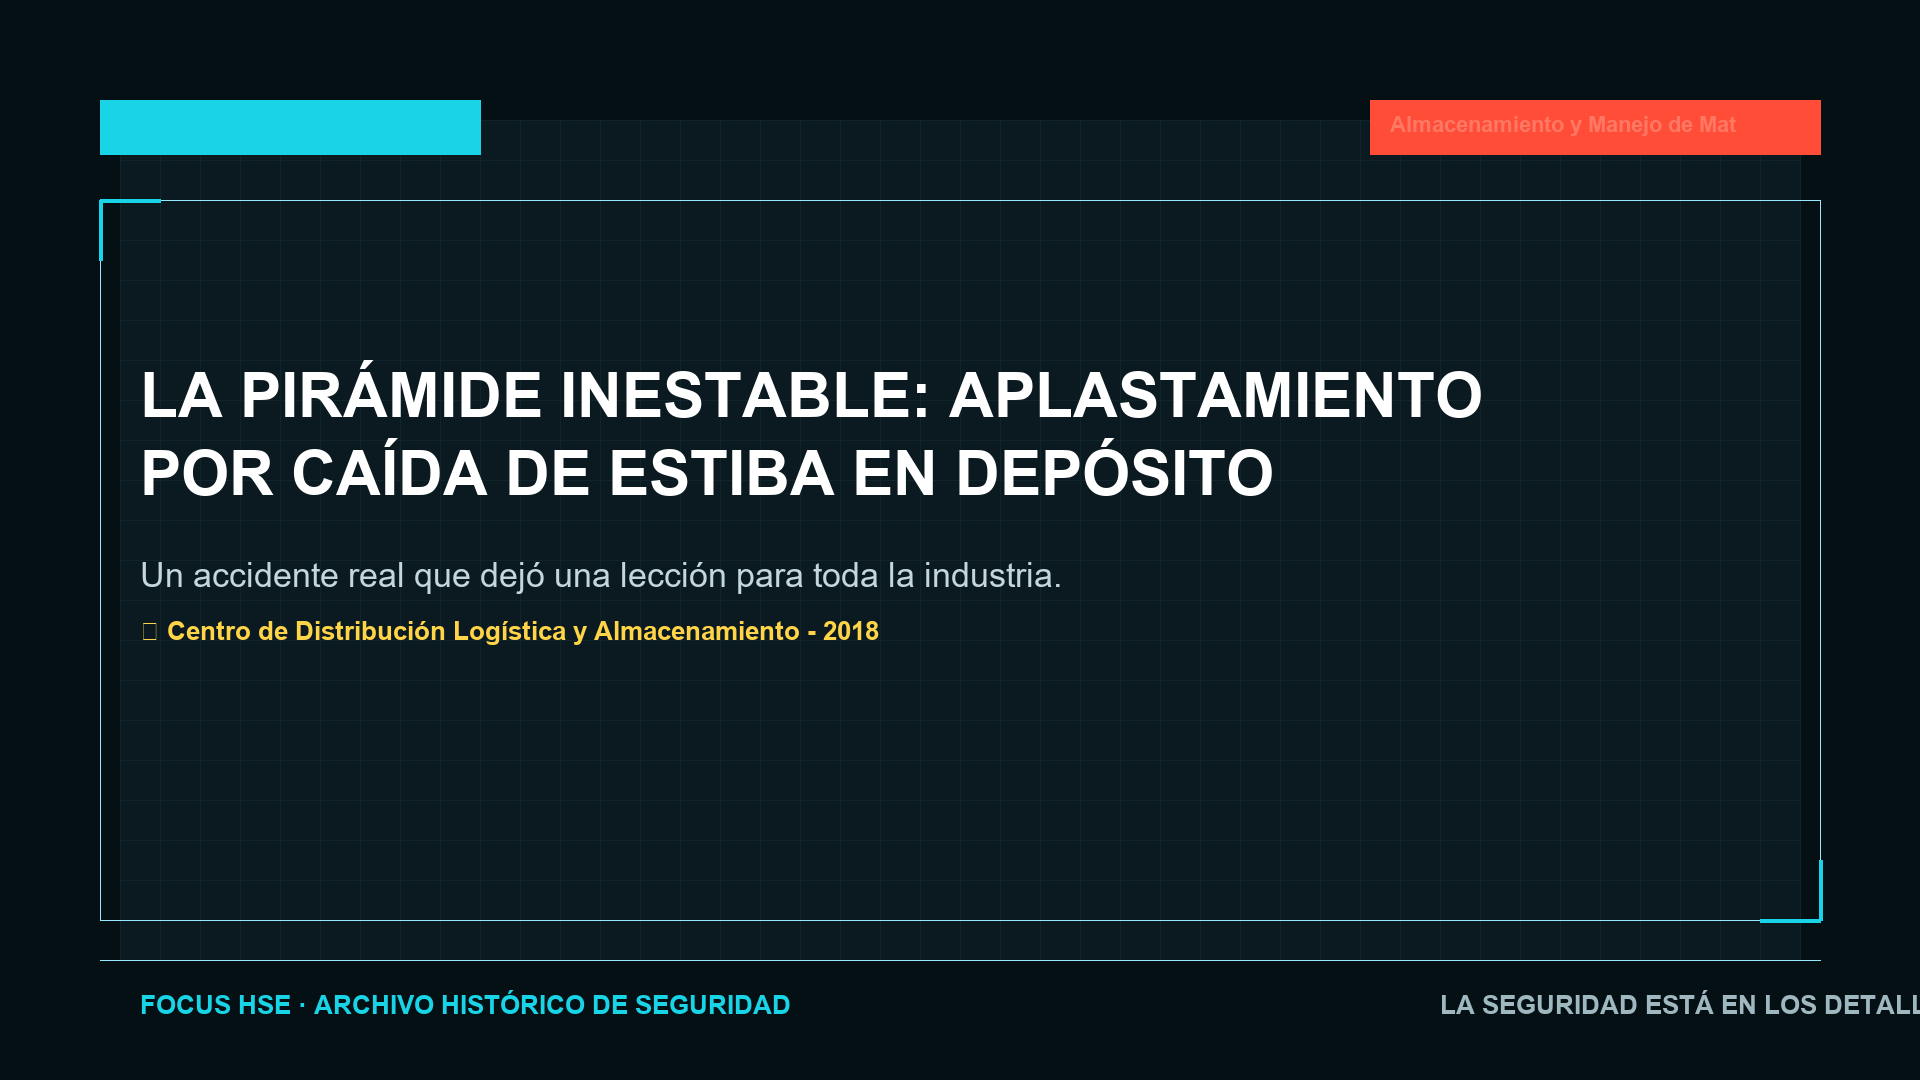 Almacenamiento y Manejo de Mat
LA PIRÁMIDE INESTABLE: APLASTAMIENTO
POR CAÍDA DE ESTIBA EN DEPÓSITO
Un accidente real que dejó una lección para toda la industria.
Centro de Distribución Logística y Almacenamiento - 2018
FOCUS HSE · ARCHIVO HISTÓRICO DE SEGURIDAD
LA SEGURIDAD ESTÁ EN LOS DETALL